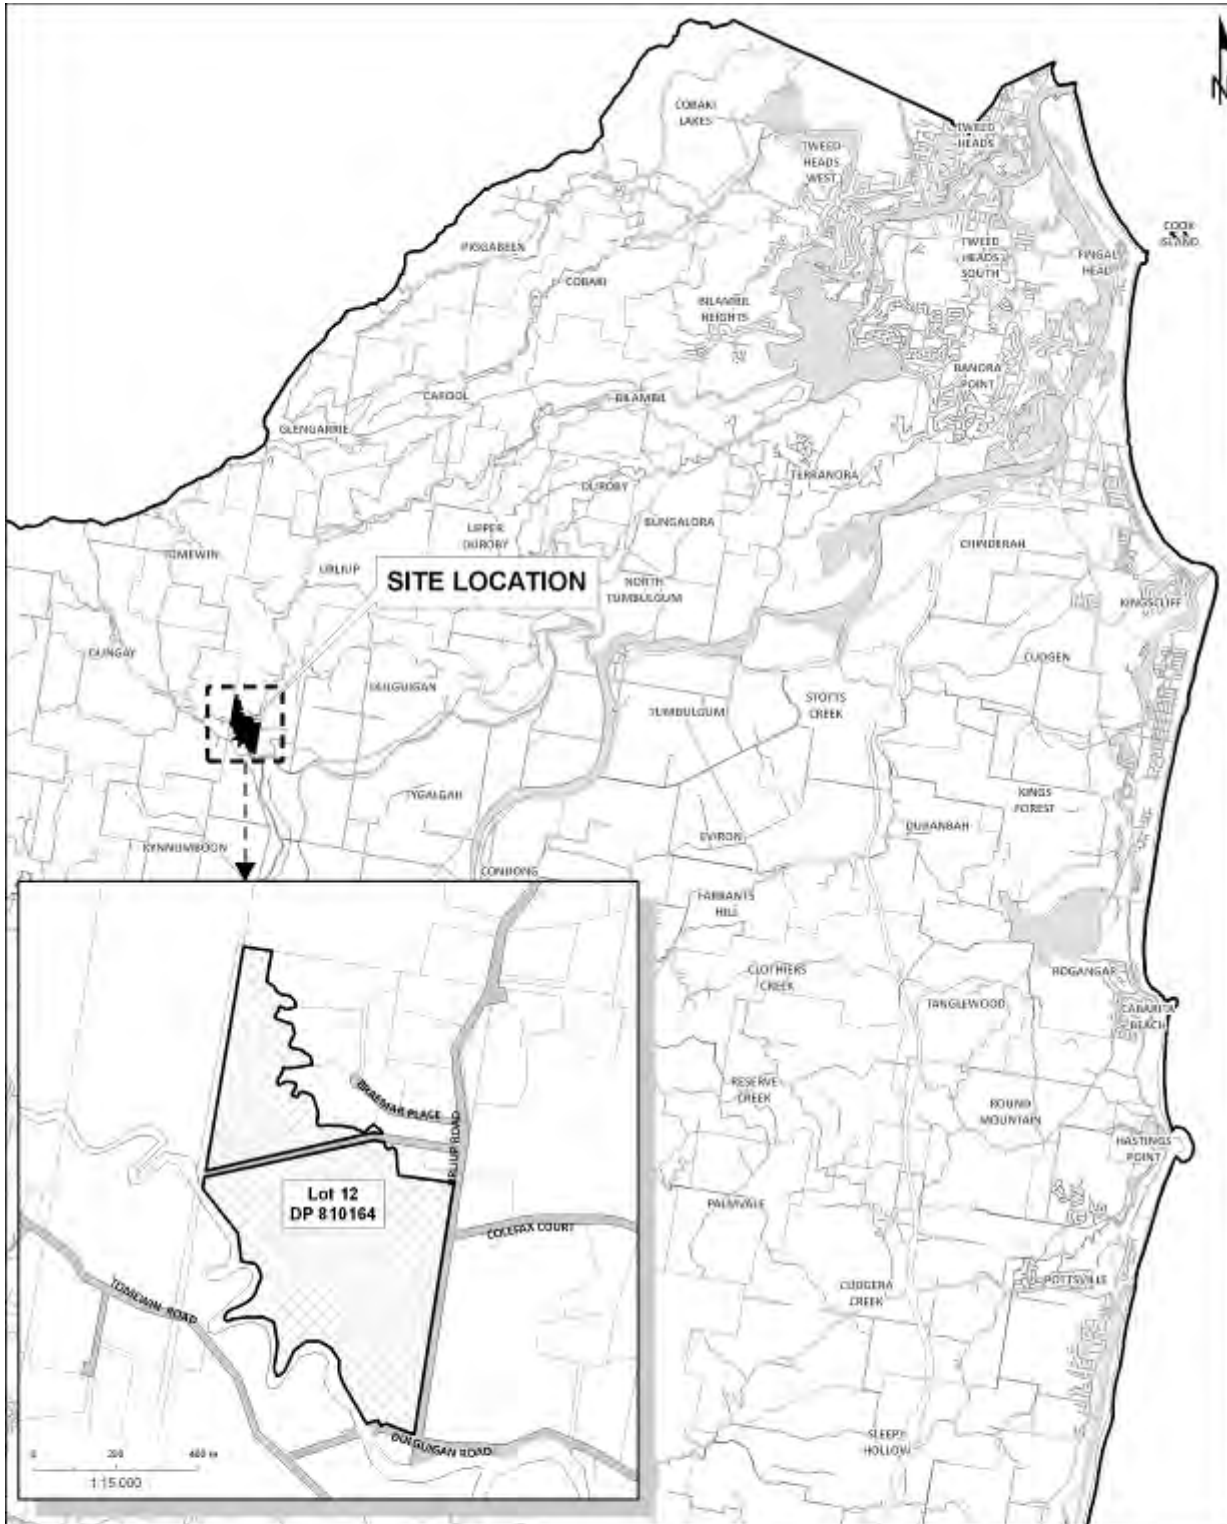 N
COBAKI
LAKES
TWEED
HEADS
TWEED
HEADS
WEST
COOK
ISLAND
PIGGABEEN
TWEED
HEADS
SOUTH
FINGAL
HEAD
COBAKI
BILAMBIL
HEIGHTS
BANORA
POINT
CAROOL
BILAMBIL
GLENGARRIE
TERRANORA
DUROBY
BUNGALORA
UPPER
DUROBY
CHINDERAH
TOMEWIN
URLIUP
SITE LOCATION
NORTH
TUMBULGUM
KINGSCLIFF
DUNGAY
CUDGEN
DULGUIGAN
STOTTS
CREEK
TUMBULGUM
TYGALGAH
KINGS
FOREST
DURANBAH
EVIRON
KYNNUMBOON
CONDONG
FARRANTS
HILL
CLOTHIERS
CREEK
BOGANGAR
TANGLEWOOD
CABARITA
BEACH
RESERVE
CREEK
ROUND
MOUNTAIN
HASTINGS
POINT
PALMVALE
POTTSVILLE
CUDGERA
CREEK
SLEEPY
HOLLOW
BRAEMAR PLACE
URLIUP ROAD
Lot 12
DP 810164
COLEFAX COURT
TOMEWIN ROAD
DULGUIGAN ROAD
0 200 400 m
1:15,000